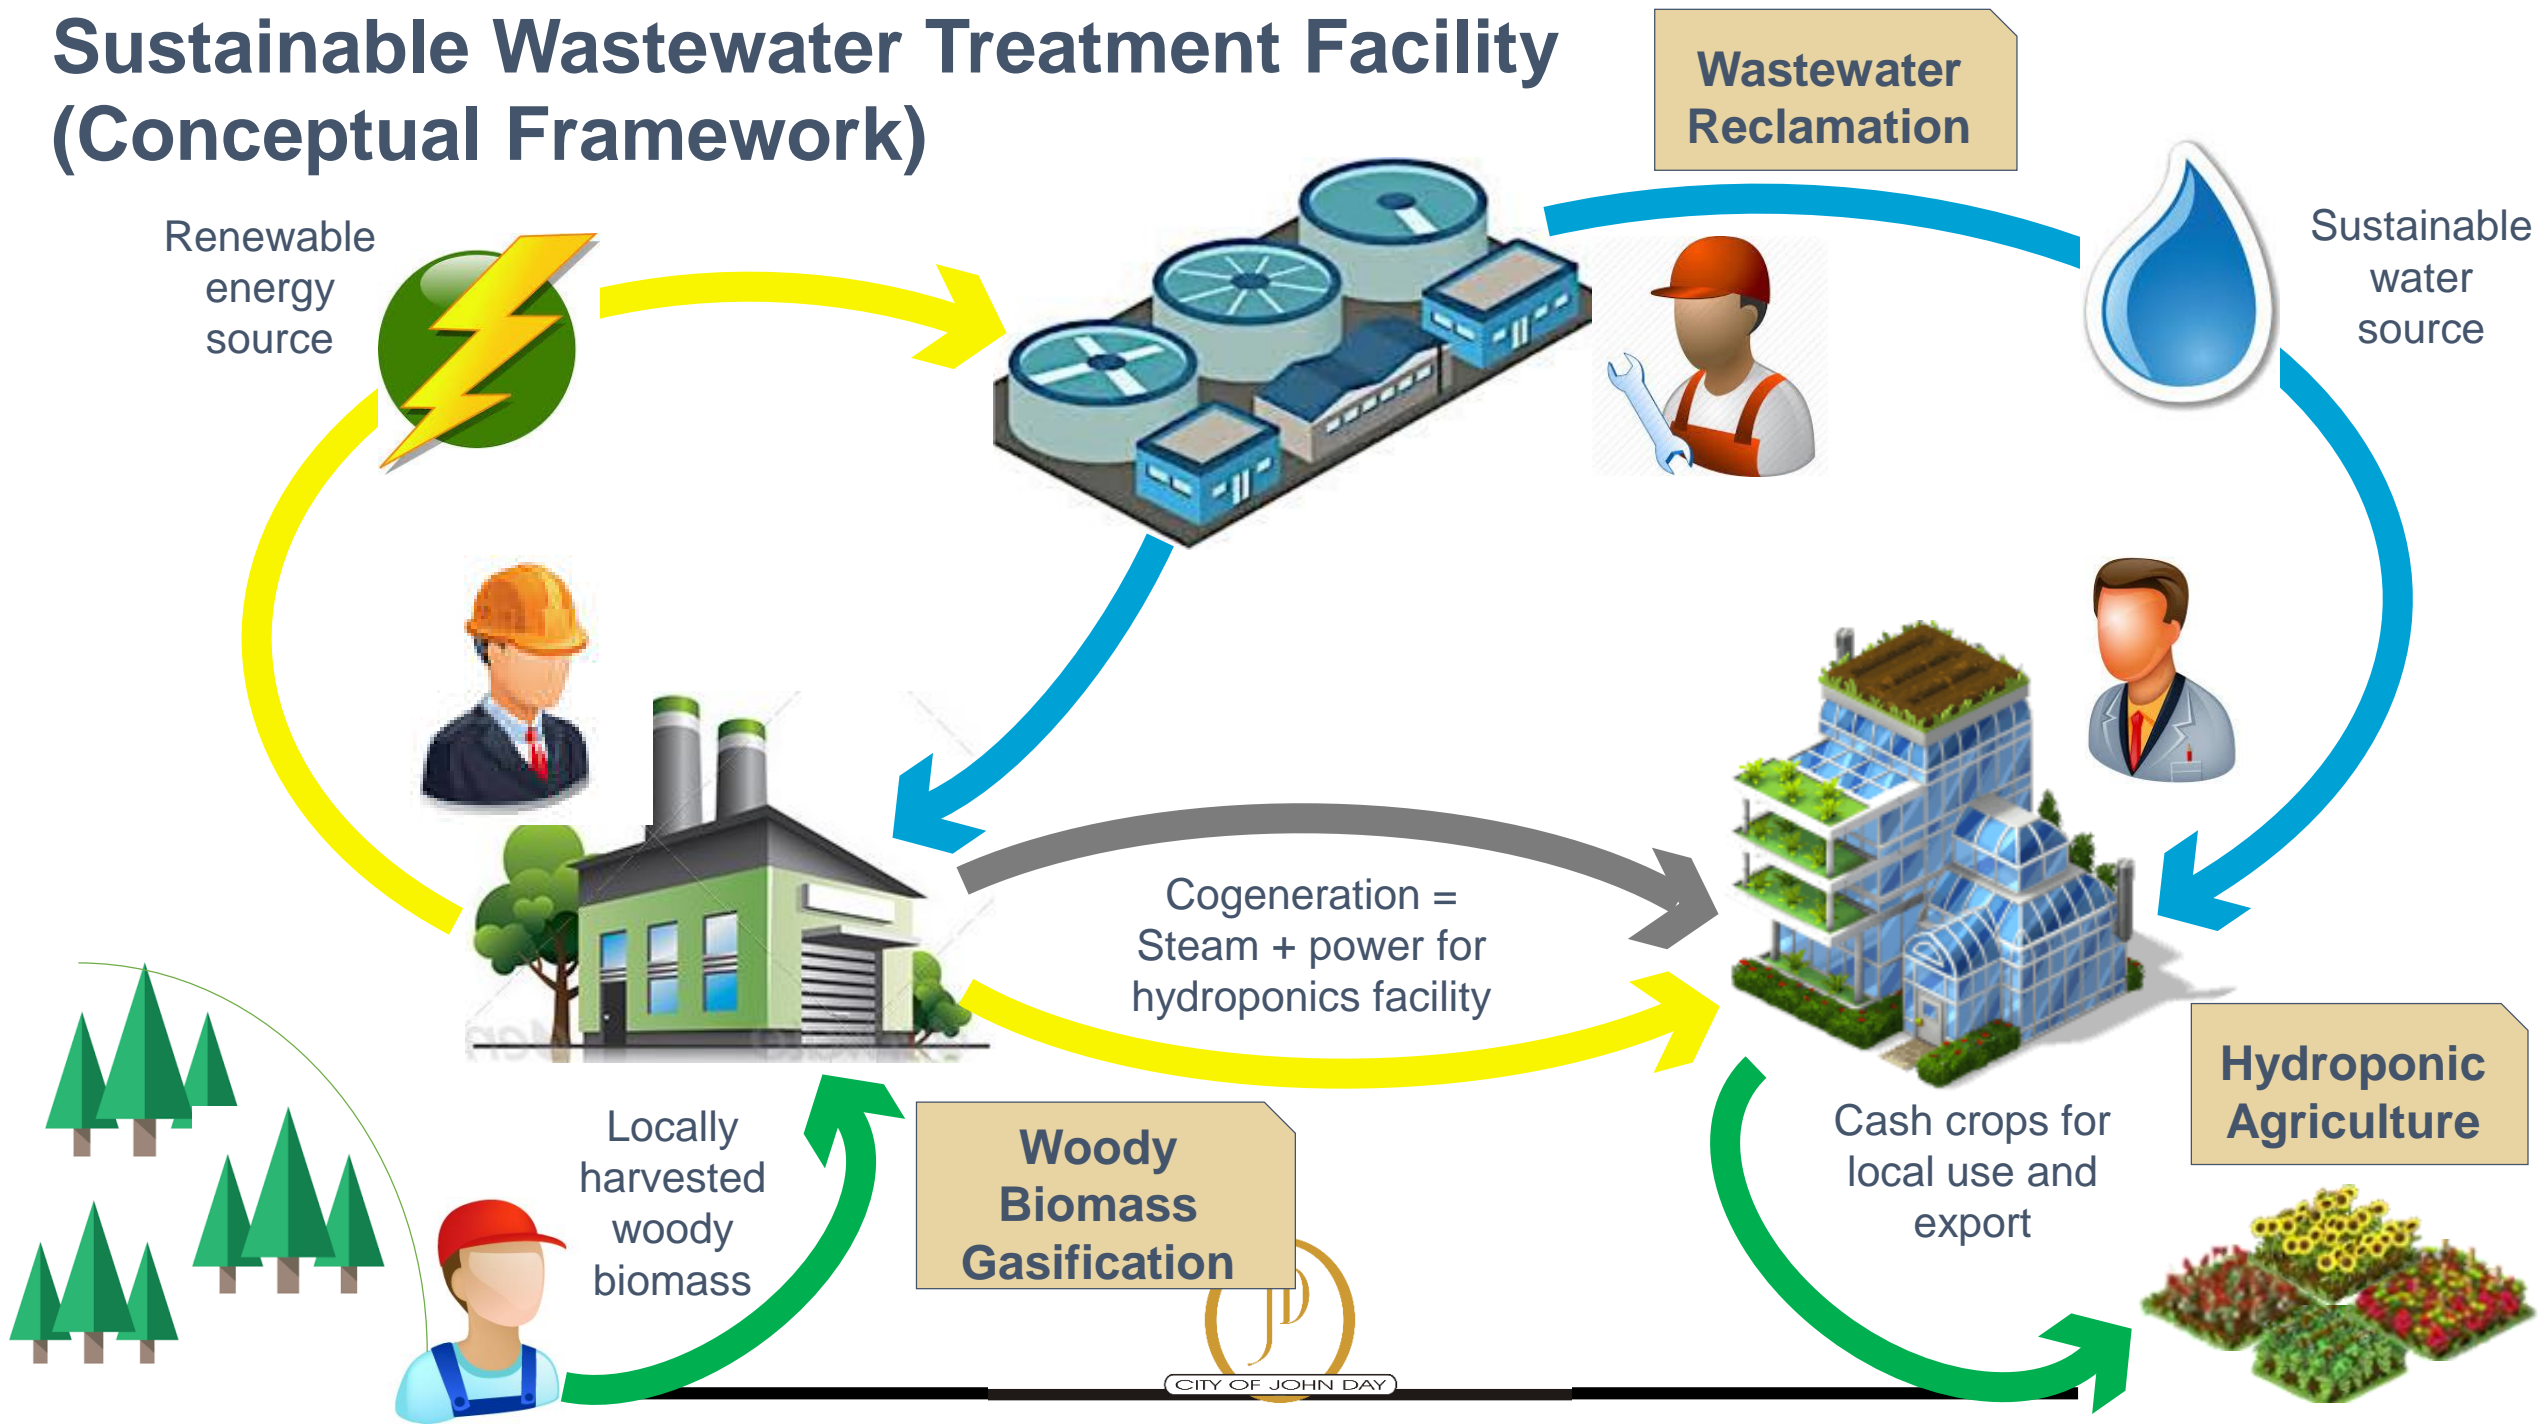 Sustainable Wastewater Treatment Facility
(Conceptual Framework)
Wastewater
Reclamation
Renewable
energy
source
Sustainable
water
source
Cogeneration =
Steam + power for
hydroponics facility
Locally
harvested
woody
biomass
Woody
Biomass
Gasification
Cash crops for
local use and
export
Hydroponic
Agriculture
JD
CITY OF JOHN DAY